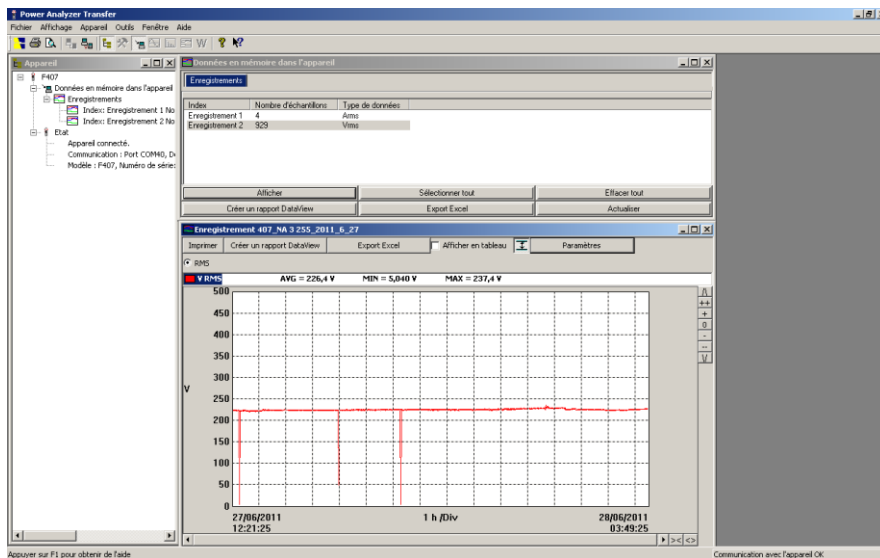 Power Analyzer Transfer
Fichier Affichage Appareil Outils Fenêtre Aide
Appareil
F407
Données en mémoire dans l'appareil
Enregistrements
Index: Enregistrement 1 No
Index: Enregistrement 2 No
Etat
Appareil connecté.
Communication : Port COM40, D
Modèle : F407, Numéro de série:
Données en mémoire dans l'appareil
Enregistrements
Index Nombre d'échantillons Type de données
Enregistrement 1 4 Arms
Enregistrement 2 929 Vrms
Afficher Sélectionner tout Effacer tout
Créer un rapport DataView Export Excel Actualiser
Enregistrement 407_NA 3 255_2011_6_27
Imprimer Créer un rapport DataView Export Excel Afficher en tableau Paramètres
RMS
V RMS AVG = 226,4 V MIN = 5,040 V MAX = 237,4 V
500
450
400
350
300
V
250
200
150
100
50
0
27/06/2011 1 h /Div 28/06/2011
12:21:25 03:49:25
++
+
0
-
--
><
<>
Appuyer sur F1 pour obtenir de l'aide Communication avec l'appareil OK